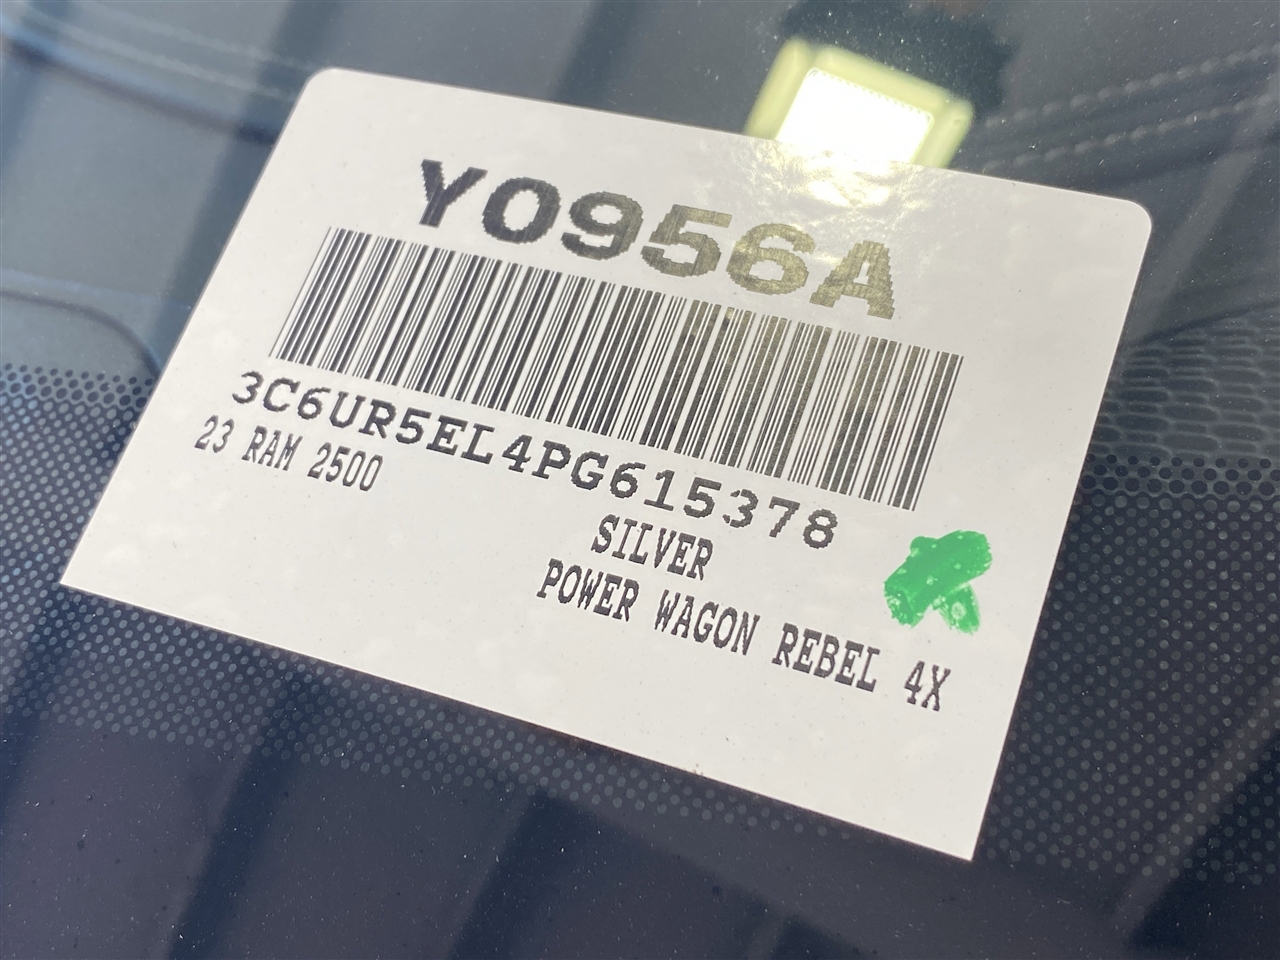 Y0956A
3C6UR5EL4PG615378
23 RAM 2500
SILVER
POWER WAGON REBEL 4X